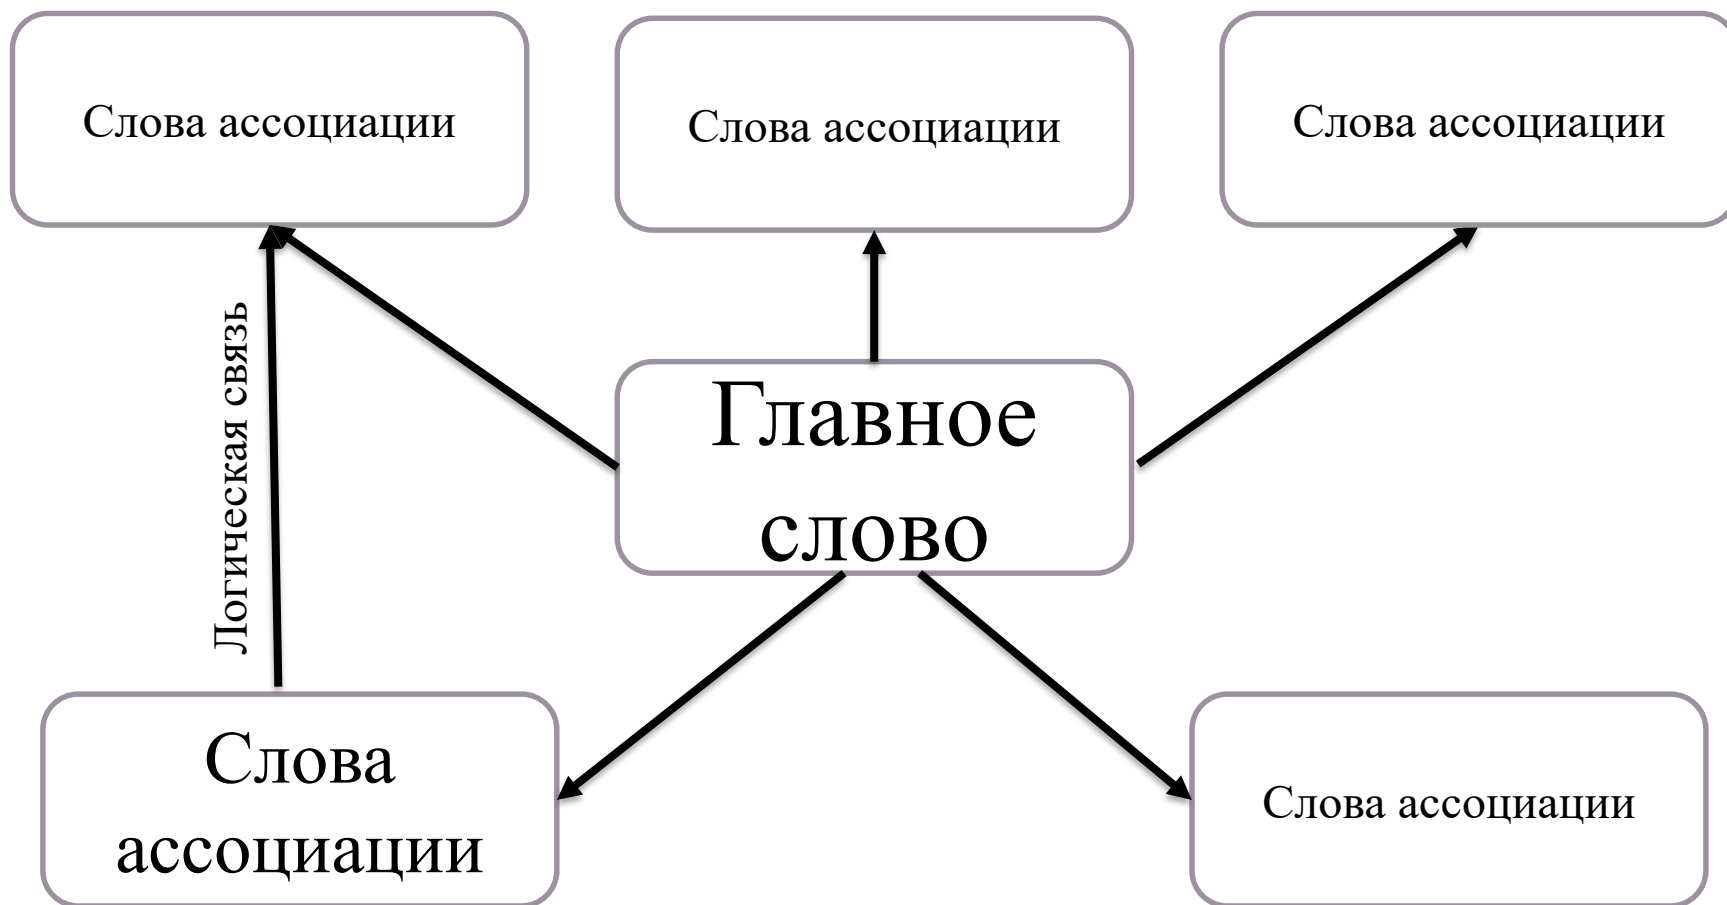 Слова ассоциации
Слова ассоциации
Слова ассоциации
Логическая связь
Главное
слово
Слова
ассоциации
Слова ассоциации